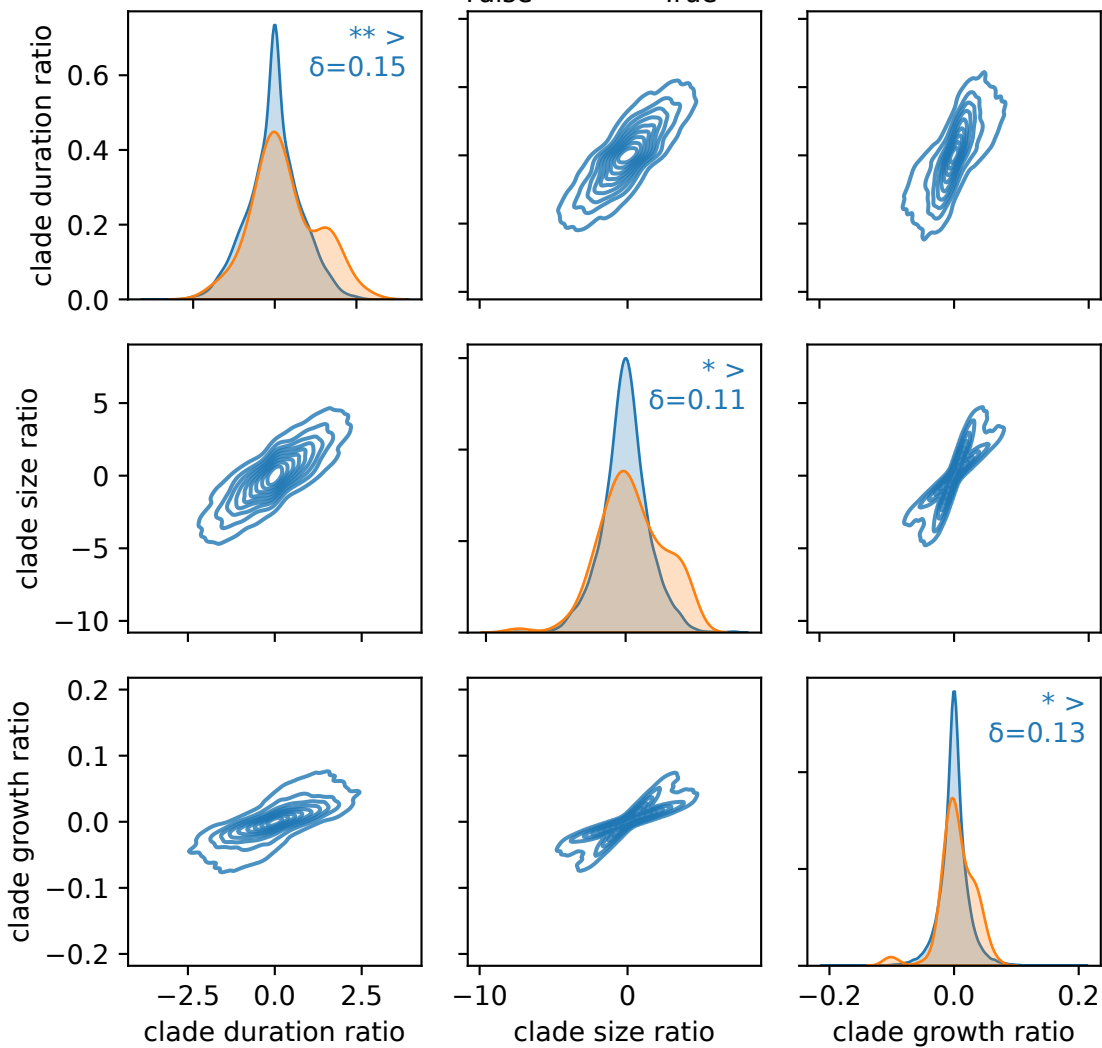 True
clade duration ratio
0.6
0.4
0.2
0.0
** >
δ=0.15
clade size ratio
5
0
−5
−10
* >
δ=0.11
clade growth ratio
0.2
0.1
0.0
−0.1
−0.2
* >
δ=0.13
−2.5 0.0 2.5
−10 0
−0.2 0.0 0.2
clade duration ratio
clade size ratio
clade growth ratio